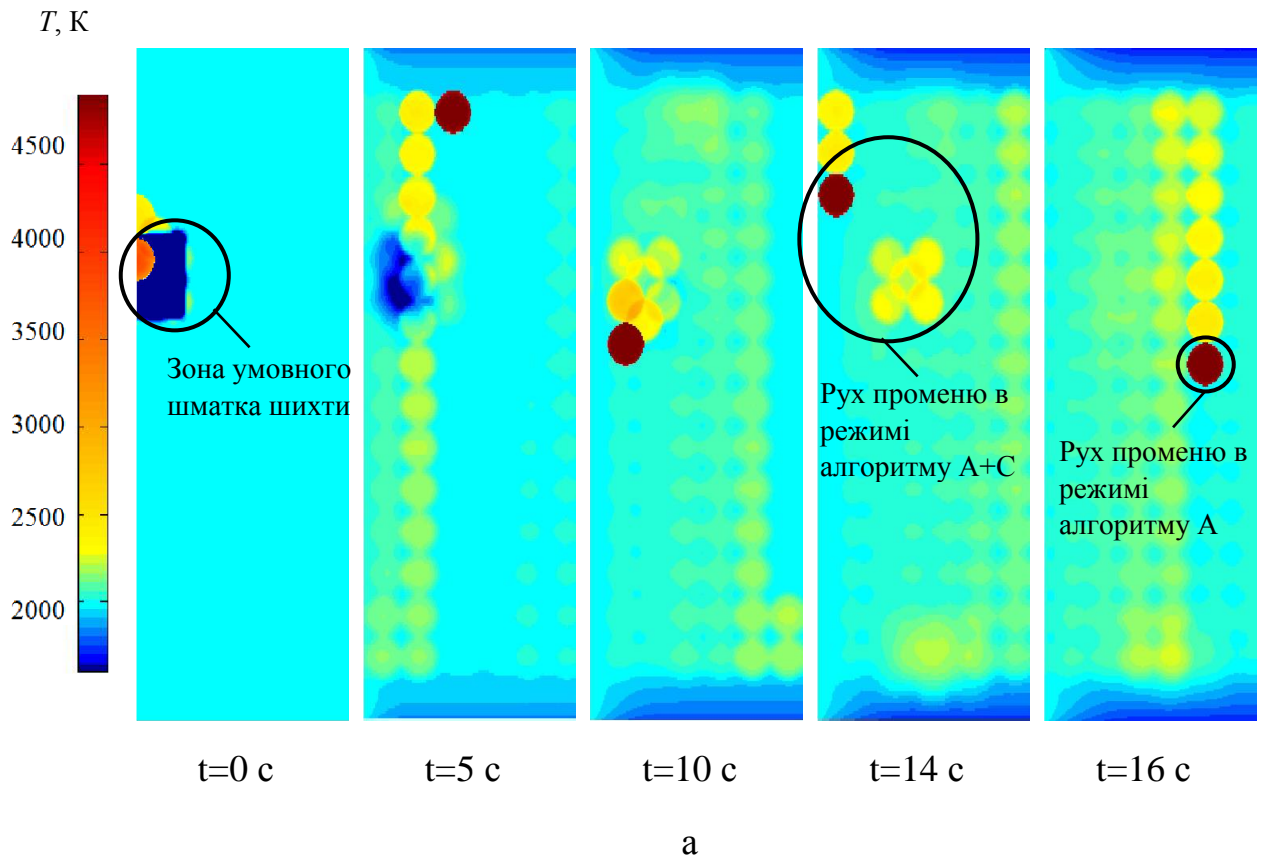 T, К
4500
4000
3500
3000
2500
2000
Зона умовного
шматка шихти
Рух променю в
режимі
алгоритму А+С
Рух променю в
режимі
алгоритму А
t=0 с
t=5 с
t=10 с
t=14 с
t=16 с
а